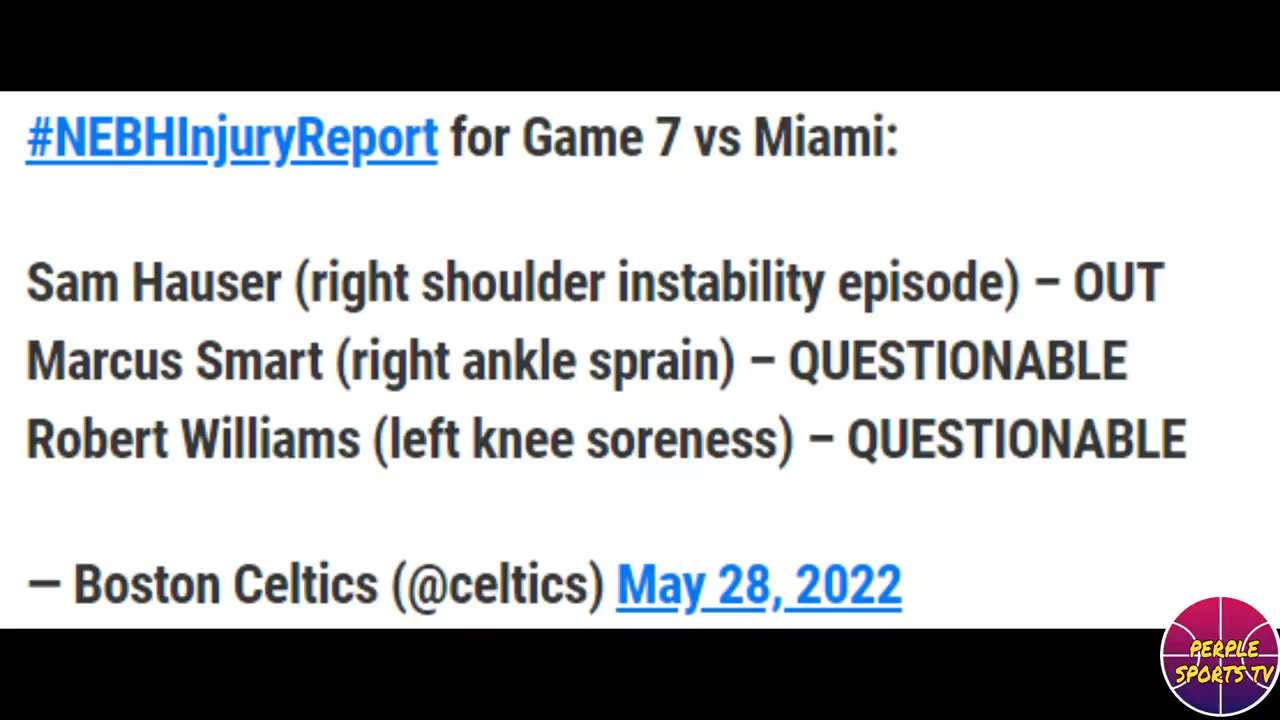 #NEBHInjuryReport for Game 7 vs Miami:
Sam Hauser (right shoulder instability episode) – OUT
Marcus Smart (right ankle sprain) – QUESTIONABLE
Robert Williams (left knee soreness) – QUESTIONABLE
— Boston Celtics (@celtics) May 28, 2022
PERPLE
SPORTS TV